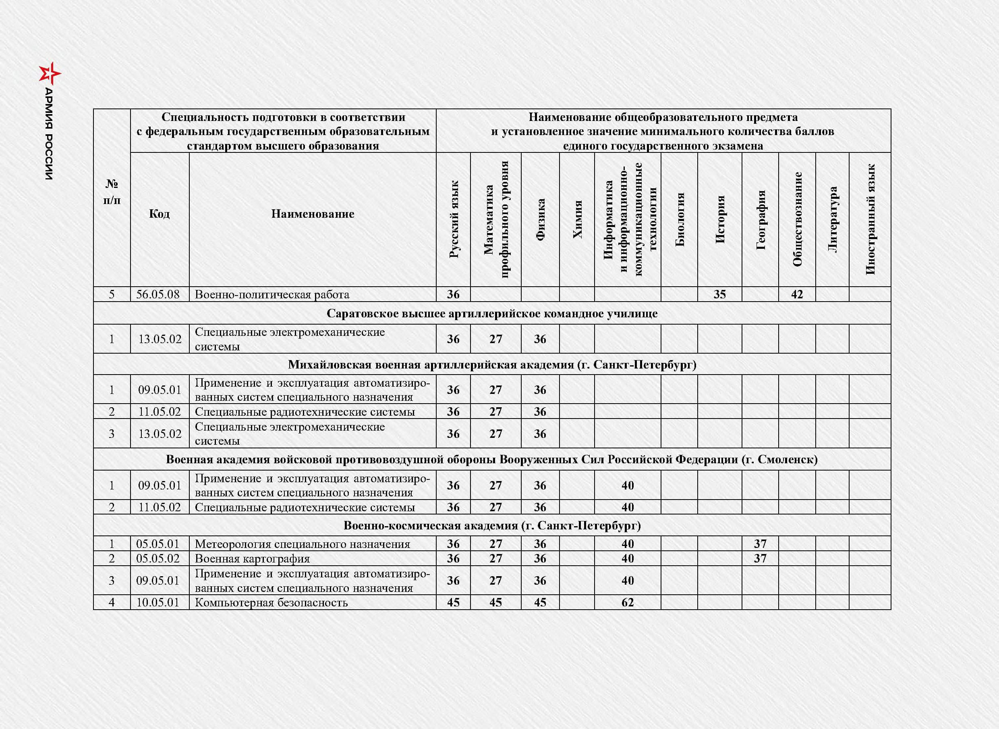 АРМИЯ РОССИИ
№
п/п
Специальность подготовки в соответствии
с федеральным государственным образовательным
стандартом высшего образования
Наименование общеобразовательного предмета
и установленное значение минимального количества баллов
единого государственного экзамена
Код
Наименование
Русский язык
Математика
профильного уровня
Физика
Химия
Информатика
и информационно-
коммуникационные
технологии
Биология
История
География
Обществознание
Литература
Иностранный язык
5 56.05.08 Военно-политическая работа 36 35 42
Саратовское высшее артиллерийское командное училище
1 13.05.02 Специальные электромеханические
системы 36 27 36
Михайловская военная артиллерийская академия (г. Санкт-Петербург)
1 09.05.01 Применение и эксплуатация автоматизиро-
ванных систем специального назначения 36 27 36
2 11.05.02 Специальные радиотехнические системы 36 27 36
3 13.05.02 Специальные электромеханические
системы 36 27 36
Военная академия войсковой противовоздушной обороны Вооруженных Сил Российской Федерации (г. Смоленск)
1 09.05.01 Применение и эксплуатация автоматизиро-
ванных систем специального назначения 36 27 36 40
2 11.05.02 Специальные радиотехнические системы 36 27 36 40
Военно-космическая академия (г. Санкт-Петербург)
1 05.05.01 Метеорология специального назначения 36 27 36 40 37
2 05.05.02 Военная картография 36 27 36 40 37
3 09.05.01 Применение и эксплуатация автоматизиро-
ванных систем специального назначения 36 27 36 40
4 10.05.01 Компьютерная безопасность 45 45 45 62